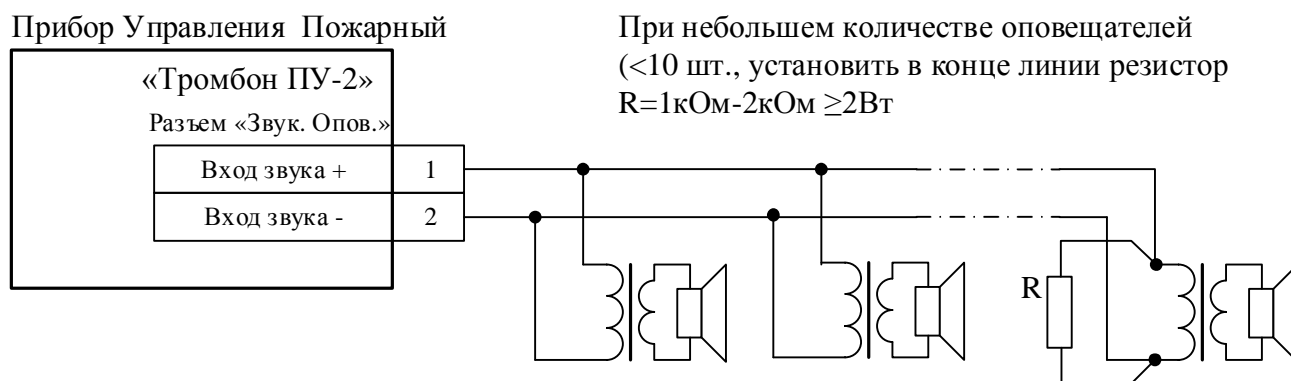 Прибор Управления Пожарный
При небольшем количестве оповещателей
(<10 шт., установить в конце линии резистор
R=1кОм-2кОм ≥2Вт
«Тромбон ПУ-2»
Разъем «Звук. Опов.»
Вход звука + 1
Вход звука - 2
R